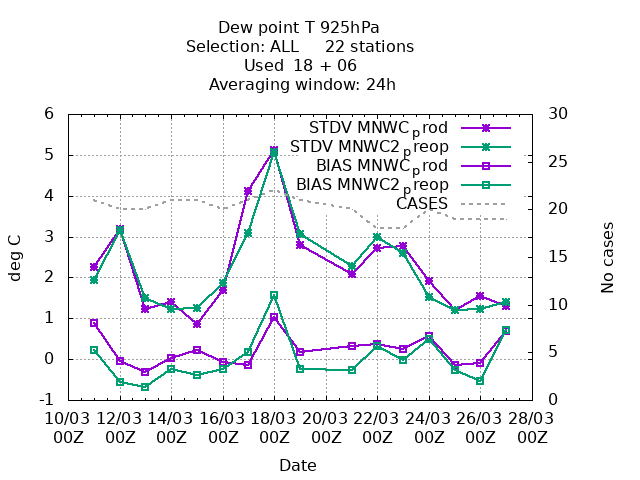 Dew point T 925hPa
Selection: ALL 22 stations
Used 18 + 06
Averaging window: 24h
STDV MNWC_prod
STDV MNWC2_preop
BIAS MNWC_prod
BIAS MNWC2_preop
CASES
6
5
4
3
2
1
0
-1
deg C
30
25
20
15
10
5
0
No cases
10/03 12/03 14/03 16/03 18/03 20/03 22/03 24/03 26/03 28/03
00Z 00Z 00Z 00Z 00Z 00Z 00Z 00Z 00Z 00Z
Date